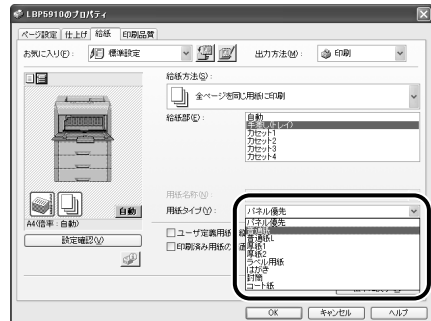 LBP5910のプロパティ
ページ設定 仕上げ 給紙 印刷品質
お気に入り(F): 標準設定 出力方法(M): 印刷
給紙方法(S):
全ページを同じ用紙に印刷
給紙部(E): 自動
手差し(トレイ)
カセット1
カセット2
カセット3
カセット4
用紙名称(N):
自動
用紙タイプ(Y): パネル優先
A4(倍率:自動)
パネル優先
普通紙
普通紙L
厚紙1
厚紙2
ラベル用紙
はがき
封筒
コート紙
設定確認(V)
ユーザ定義用紙
印刷済み用紙の
OK キャンセル ヘルプ